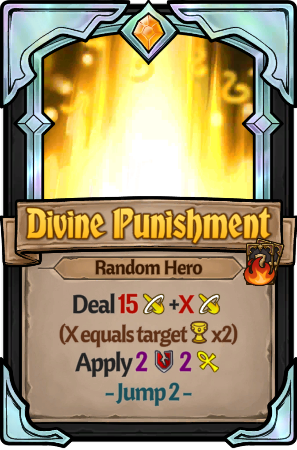 Divine Punishment
Random Hero
Deal 15 +X
(X equals target x2)
Apply 2 2
- Jump 2 -